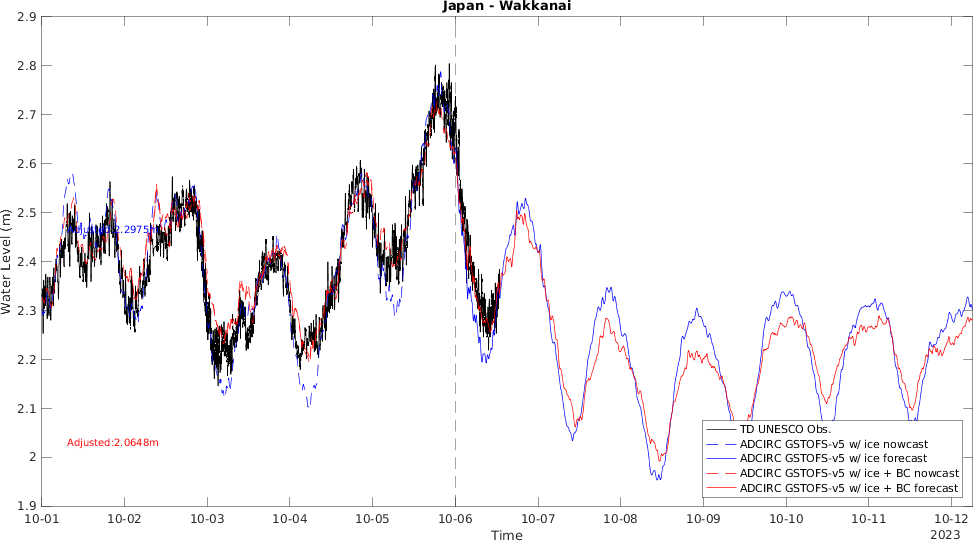 Japan - Wakkanai
2.9
2.8
2.7
2.6
2.5
2.4
2.3
2.2
2.1
2
1.9
Water Level (m)
Adjusted:2.2975m
Adjusted:2.0648m
TD UNESCO Obs.
ADCIRC GSTOFS-v5 w/ ice nowcast
ADCIRC GSTOFS-v5 w/ ice forecast
ADCIRC GSTOFS-v5 w/ ice + BC nowcast
ADCIRC GSTOFS-v5 w/ ice + BC forecast
10-01 10-02 10-03 10-04 10-05 10-06 10-07 10-08 10-09 10-10 10-11 10-12
Time
2023